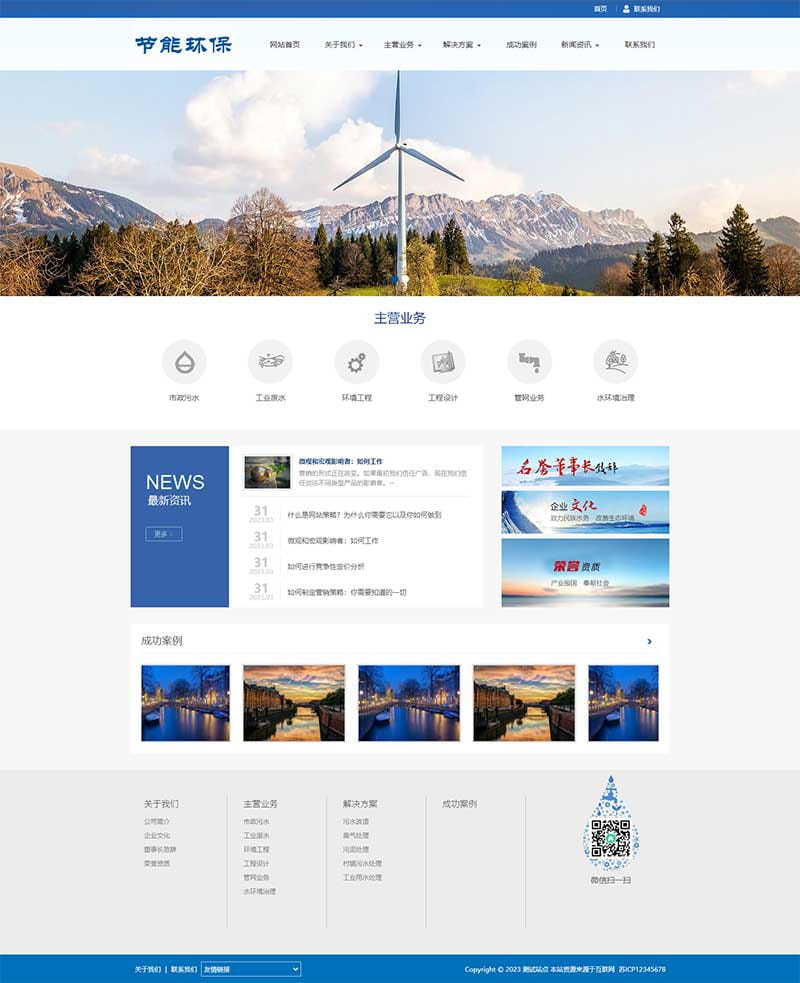 首页 联系我们
节能环保
网站首页 关于我们 主营业务 解决方案 成功案例 新闻资讯 联系我们
主营业务
市政污水 工业废水 环境工程 工程设计 管网业务 水环境治理
NEWS
最新资讯
更多
微观和宏观影响者：如何工作
营销的形式正在改变。如果最初我们信任广告，现在我们信
任谈论不同类型产品的影响者。···
31
2023.03
什么是网站策略？为什么你需要它以及你如何做到
31
2023.03
微观和宏观影响者：如何工作
31
2023.03
如何进行竞争性定价分析
31
2023.03
如何制定营销策略：你需要知道的一切
名誉董事长致辞
企业文化
致力民族水务 改善生态环境
荣誉资质
产业报国 奉献社会
成功案例
关于我们
公司简介
企业文化
董事长致辞
荣誉资质
主营业务
市政污水
工业废水
环境工程
工程设计
管网业务
水环境治理
解决方案
污水改造
臭气处理
污泥处理
村镇污水处理
工业用水处理
成功案例
微信扫一扫
关于我们 | 联系我们 友情链接
Copyright © 2023 测试站点 本站资源来源于互联网 苏ICP12345678